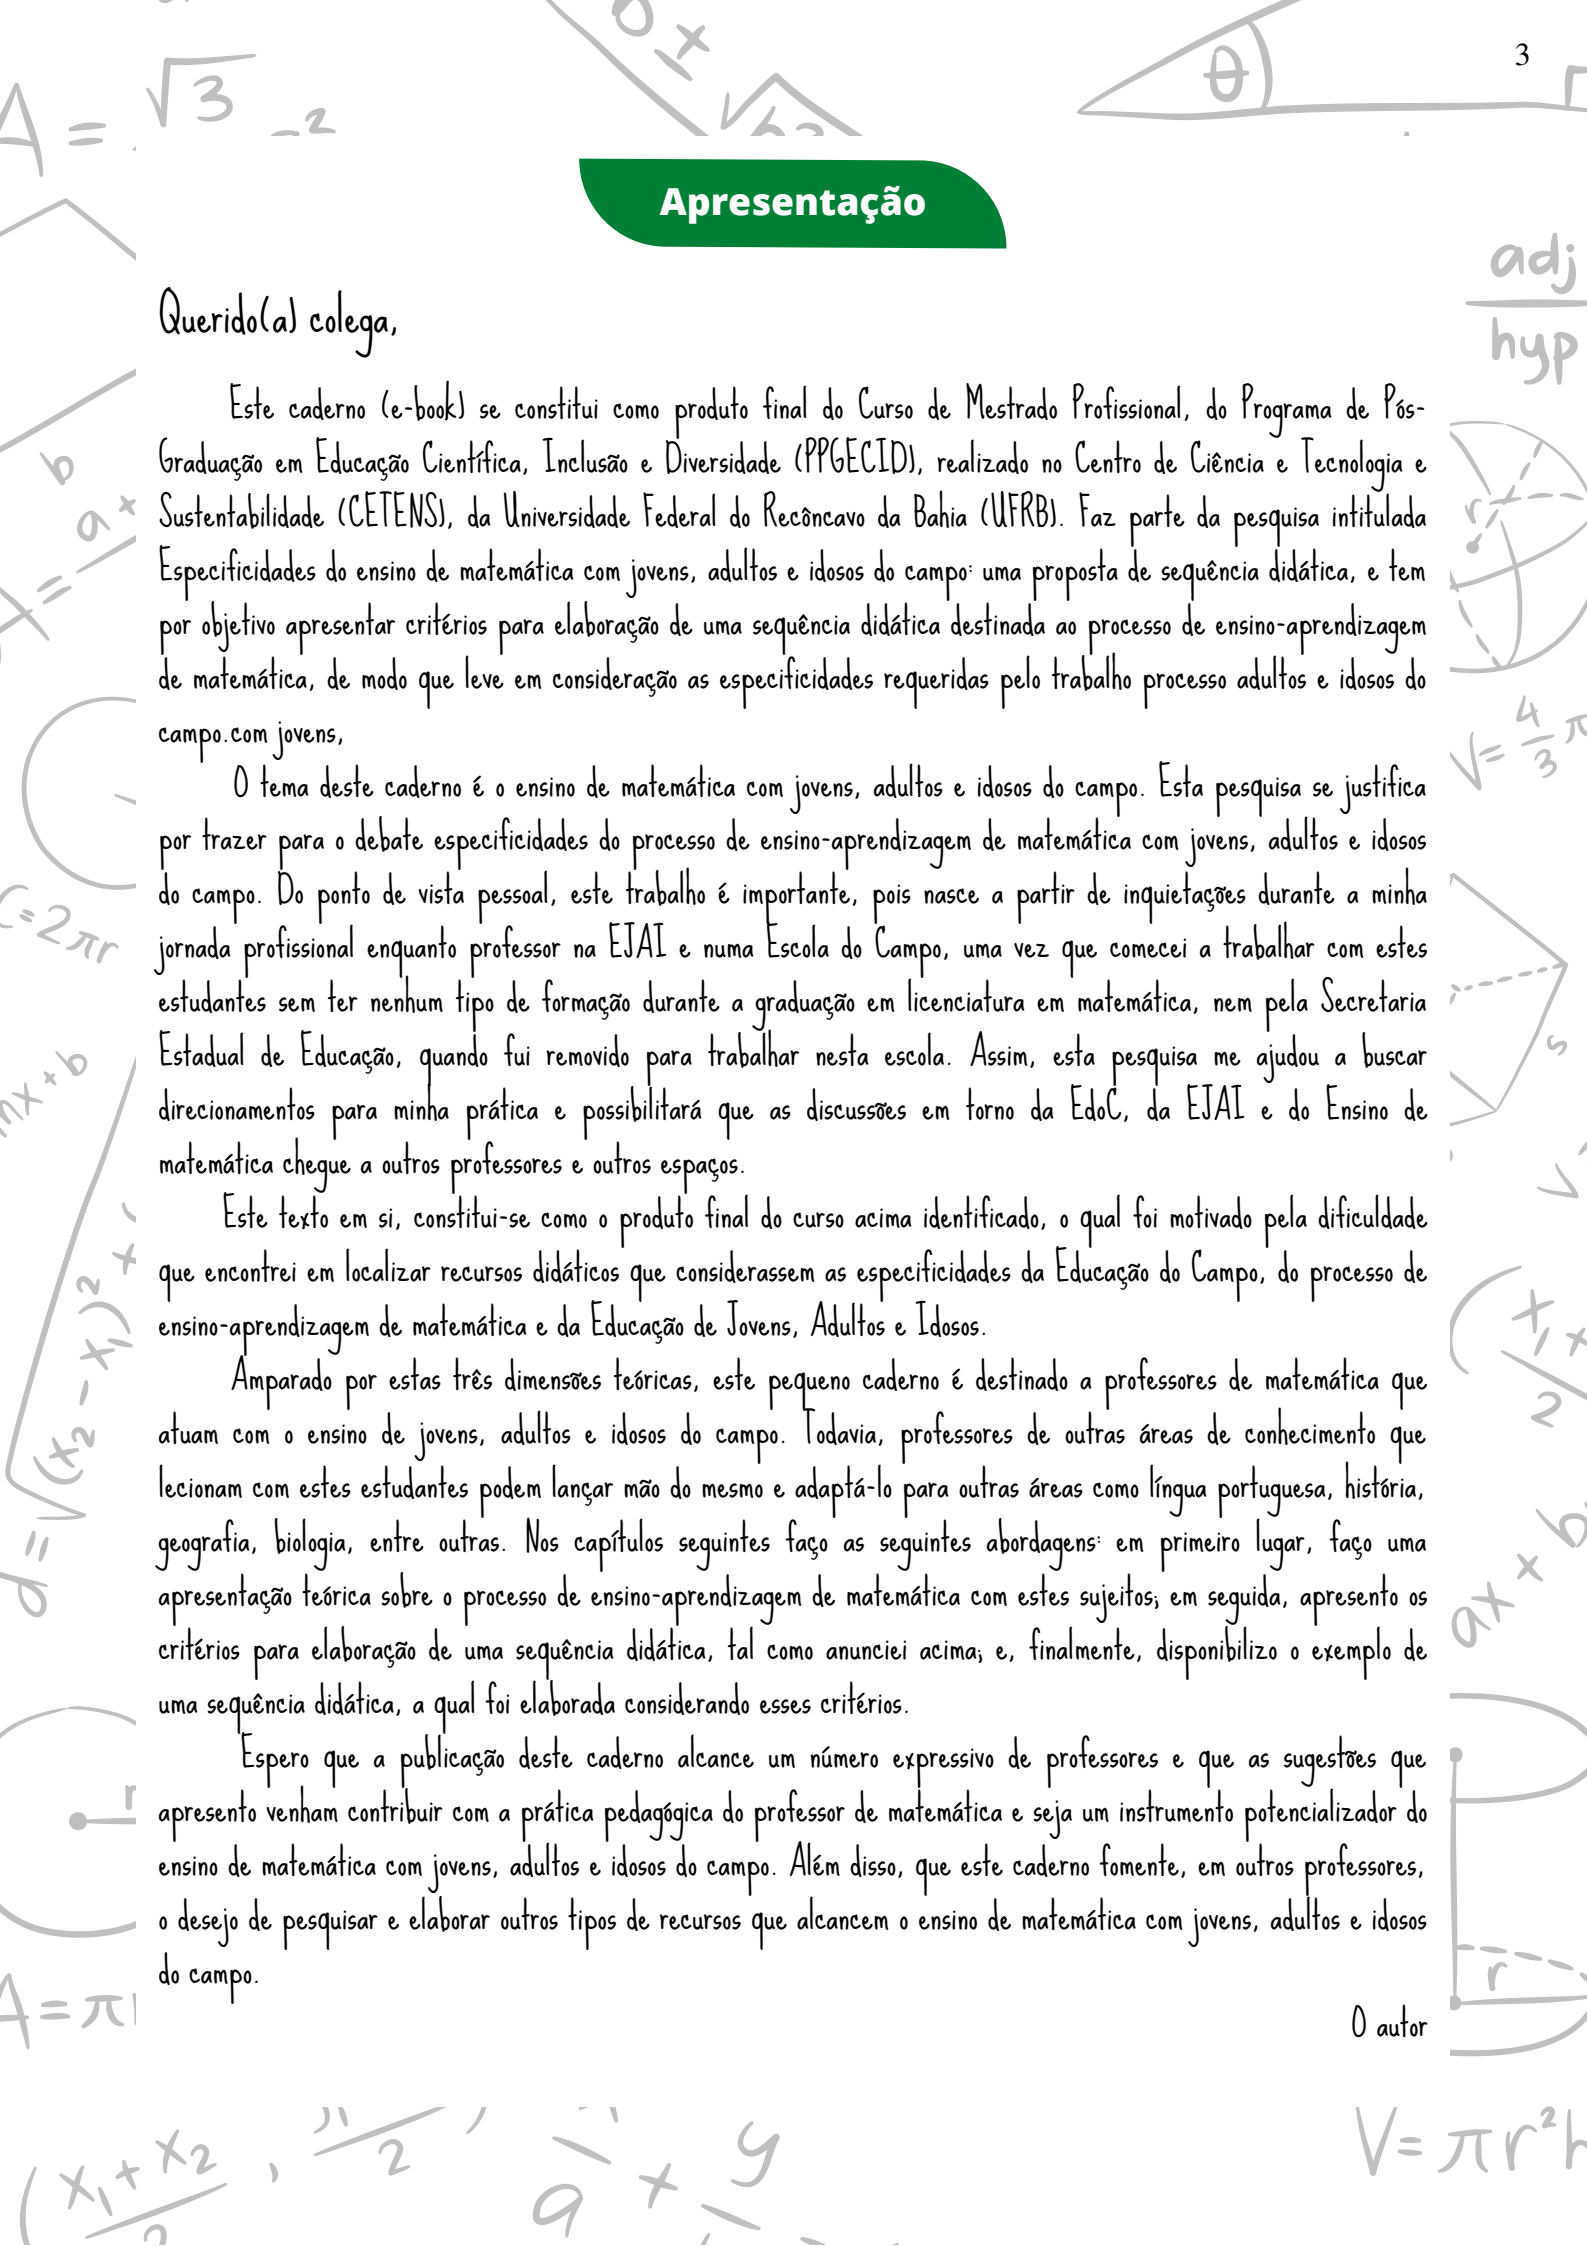 3
A =
√3
θ
adj
hyp
Apresentação
Querido(a) colega,
Este caderno (e-book) se constitui como produto final do Curso de Mestrado Profissional, do Programa de Pós-
Graduação em Educação Científica, Inclusão e Diversidade (PPGECID), realizado no Centro de Ciência e Tecnologia e
Sustentabilidade (CETENS), da Universidade Federal do Recôncavo da Bahia (UFRB). Faz parte da pesquisa intitulada
Especificidades do ensino de matemática com jovens, adultos e idosos do campo: uma proposta de sequência didática, e tem
por objetivo apresentar critérios para elaboração de uma sequência didática destinada ao processo de ensino-aprendizagem
de matemática, de modo que leve em consideração as especificidades requeridas pelo trabalho processo adultos e idosos do
campo.com jovens,
O tema deste caderno é o ensino de matemática com jovens, adultos e idosos do campo. Esta pesquisa se justifica
por trazer para o debate especificidades do processo de ensino-aprendizagem de matemática com jovens, adultos e idosos
do campo. Do ponto de vista pessoal, este trabalho é importante, pois nasce a partir de inquietações durante a minha
jornada profissional enquanto professor na EJAI e numa Escola do Campo, uma vez que comecei a trabalhar com estes
estudantes sem ter nenhum tipo de formação durante a graduação em licenciatura em matemática, nem pela Secretaria
Estadual de Educação, quando fui removido para trabalhar nesta escola. Assim, esta pesquisa me ajudou a buscar
direcionamentos para minha prática e possibilitará que as discussões em torno da EdoC, da EJAI e do Ensino de
matemática chegue a outros professores e outros espaços.
Este texto em si, constitui-se como o produto final do curso acima identificado, o qual foi motivado pela dificuldade
que encontrei em localizar recursos didáticos que considerassem as especificidades da Educação do Campo, do processo de
ensino-aprendizagem de matemática e da Educação de Jovens, Adultos e Idosos.
Amparado por estas três dimensões teóricas, este pequeno caderno é destinado a professores de matemática que
atuam com o ensino de jovens, adultos e idosos do campo. Todavia, professores de outras áreas de conhecimento que
lecionam com estes estudantes podem lançar mão do mesmo e adaptá-lo para outras áreas como língua portuguesa, história,
geografia, biologia, entre outras. Nos capítulos seguintes faço as seguintes abordagens: em primeiro lugar, faço uma
apresentação teórica sobre o processo de ensino-aprendizagem de matemática com estes sujeitos; em seguida, apresento os
critérios para elaboração de uma sequência didática, tal como anunciei acima; e, finalmente, disponibilizo o exemplo de
uma sequência didática, a qual foi elaborada considerando esses critérios.
Espero que a publicação deste caderno alcance um número expressivo de professores e que as sugestões que
apresento venham contribuir com a prática pedagógica do professor de matemática e seja um instrumento potencializador do
ensino de matemática com jovens, adultos e idosos do campo. Além disso, que este caderno fomente, em outros professores,
o desejo de pesquisar e elaborar outros tipos de recursos que alcancem o ensino de matemática com jovens, adultos e idosos
do campo.
O autor
C=2πr
mx+b
V=πr²h